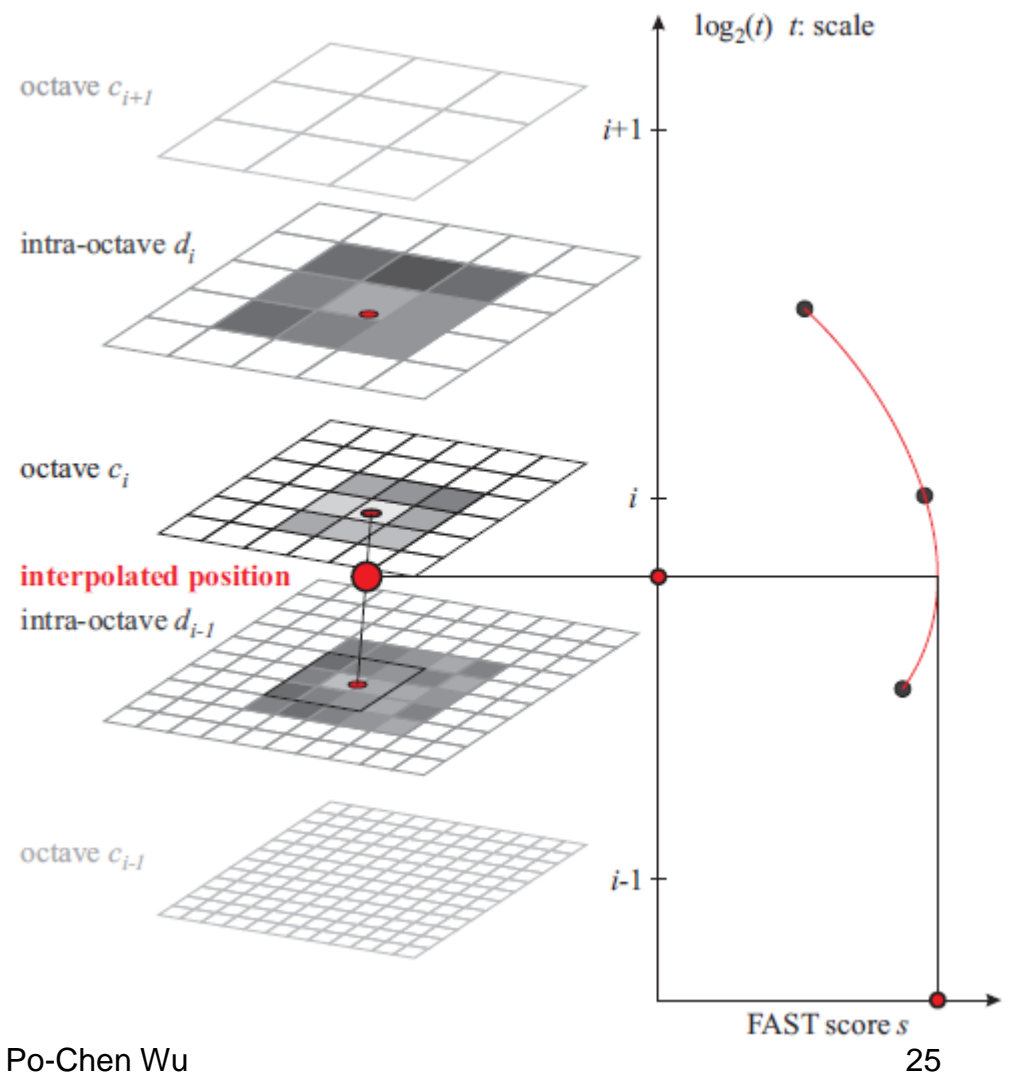 log₂(t) t: scale
octave cᵢ₊₁
i+1
intra-octave dᵢ
octave cᵢ
i
interpolated position
intra-octave dᵢ₋₁
octave cᵢ₋₁
i-1
FAST score s
Po-Chen Wu
25